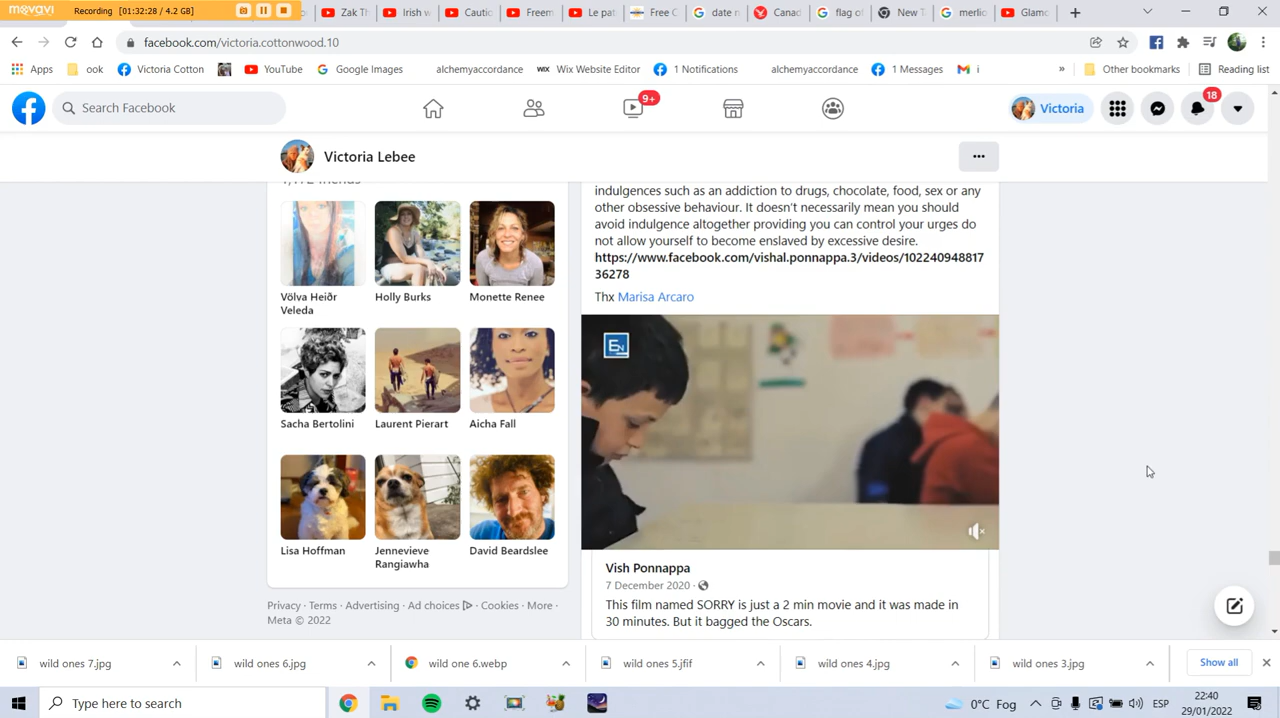 movavi
Recording | 01:32:28 / 4.2 GB |
Zak Th
Irish w
Cautio
Freem
Le pat
Free C
date n
Canad
flag of
New T
merlio
Glamo
facebook.com/victoria.cottonwood.10
Apps
ook
Victoria Cotton
YouTube
Google Images
alchemyaccordance
WiX Wix Website Editor
1 Notifications
alchemyaccordance
1 Messages
i
»
Other bookmarks
Reading list
Search Facebook
9+
Victoria
18
Victoria Lebee
indulgences such as an addiction to drugs, chocolate, food, sex or any
other obsessive behaviour. It doesn't necessarily mean you should
avoid indulgence altogether providing you can control your urges do
not allow yourself to become enslaved by excessive desire.
https://www.facebook.com/vishal.ponnappa.3/videos/102240948817
36278
Thx Marisa Arcaro
EN
Völva Heiðr
Veleda
Holly Burks
Monette Renee
Sacha Bertolini
Laurent Pierart
Aicha Fall
Lisa Hoffman
Jennevieve
Rangiawha
David Beardslee
Privacy · Terms · Advertising · Ad choices · Cookies · More ·
Meta © 2022
Vish Ponnappa
7 December 2020 ·
This film named SORRY is just a 2 min movie and it was made in
30 minutes. But it bagged the Oscars.
wild ones 7.jpg
wild ones 6.jpg
wild one 6.webp
wild ones 5.jfif
wild ones 4.jpg
wild ones 3.jpg
Show all
Type here to search
0°C Fog
ESP
22:40
29/01/2022